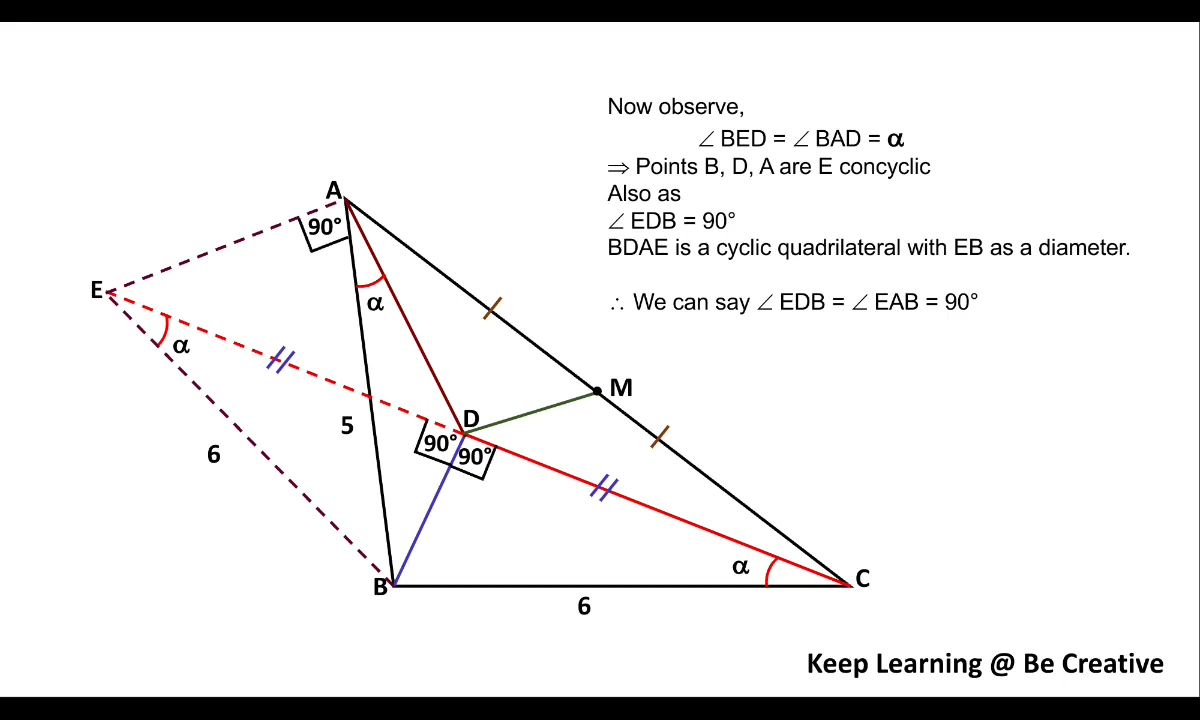 Now observe,
∠ BED = ∠ BAD = α
⇒ Points B, D, A are E concyclic
Also as
∠ EDB = 90°
BDAE is a cyclic quadrilateral with EB as a diameter.
∴ We can say ∠ EDB = ∠ EAB = 90°
A
90°
E
α
α
M
D
5
90°
90°
6
α
B
C
6
Keep Learning @ Be Creative